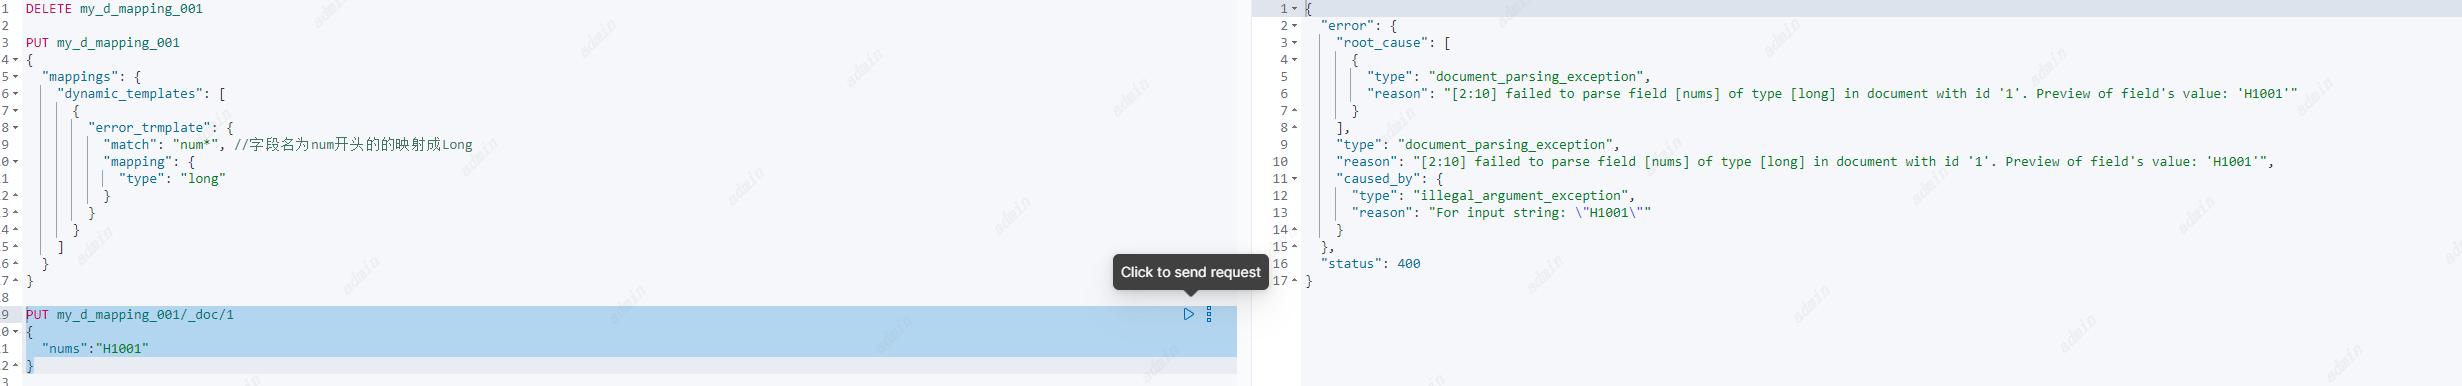 1 DELETE my_d_mapping_001
2
3 PUT my_d_mapping_001
4 {
5 "mappings": {
6 "dynamic_templates": [
7 {
8 "error_trmplate": {
9 "match": "num*", //字段名为num开头的的映射成Long
0 "mapping": {
1 "type": "long"
2 }
3 }
4 }
5 ]
6 }
7 }
8
9 PUT my_d_mapping_001/_doc/1
0 {
1 "nums":"H1001"
2 }
3
Click to send request
1 {
2 "error": {
3 "root_cause": [
4 {
5 "type": "document_parsing_exception",
6 "reason": "[2:10] failed to parse field [nums] of type [long] in document with id '1'. Preview of field's value: 'H1001'"
7 }
8 ],
9 "type": "document_parsing_exception",
10 "reason": "[2:10] failed to parse field [nums] of type [long] in document with id '1'. Preview of field's value: 'H1001'",
11 "caused_by": {
12 "type": "illegal_argument_exception",
13 "reason": "For input string: \"H1001\""
14 }
15 },
16 "status": 400
17 }